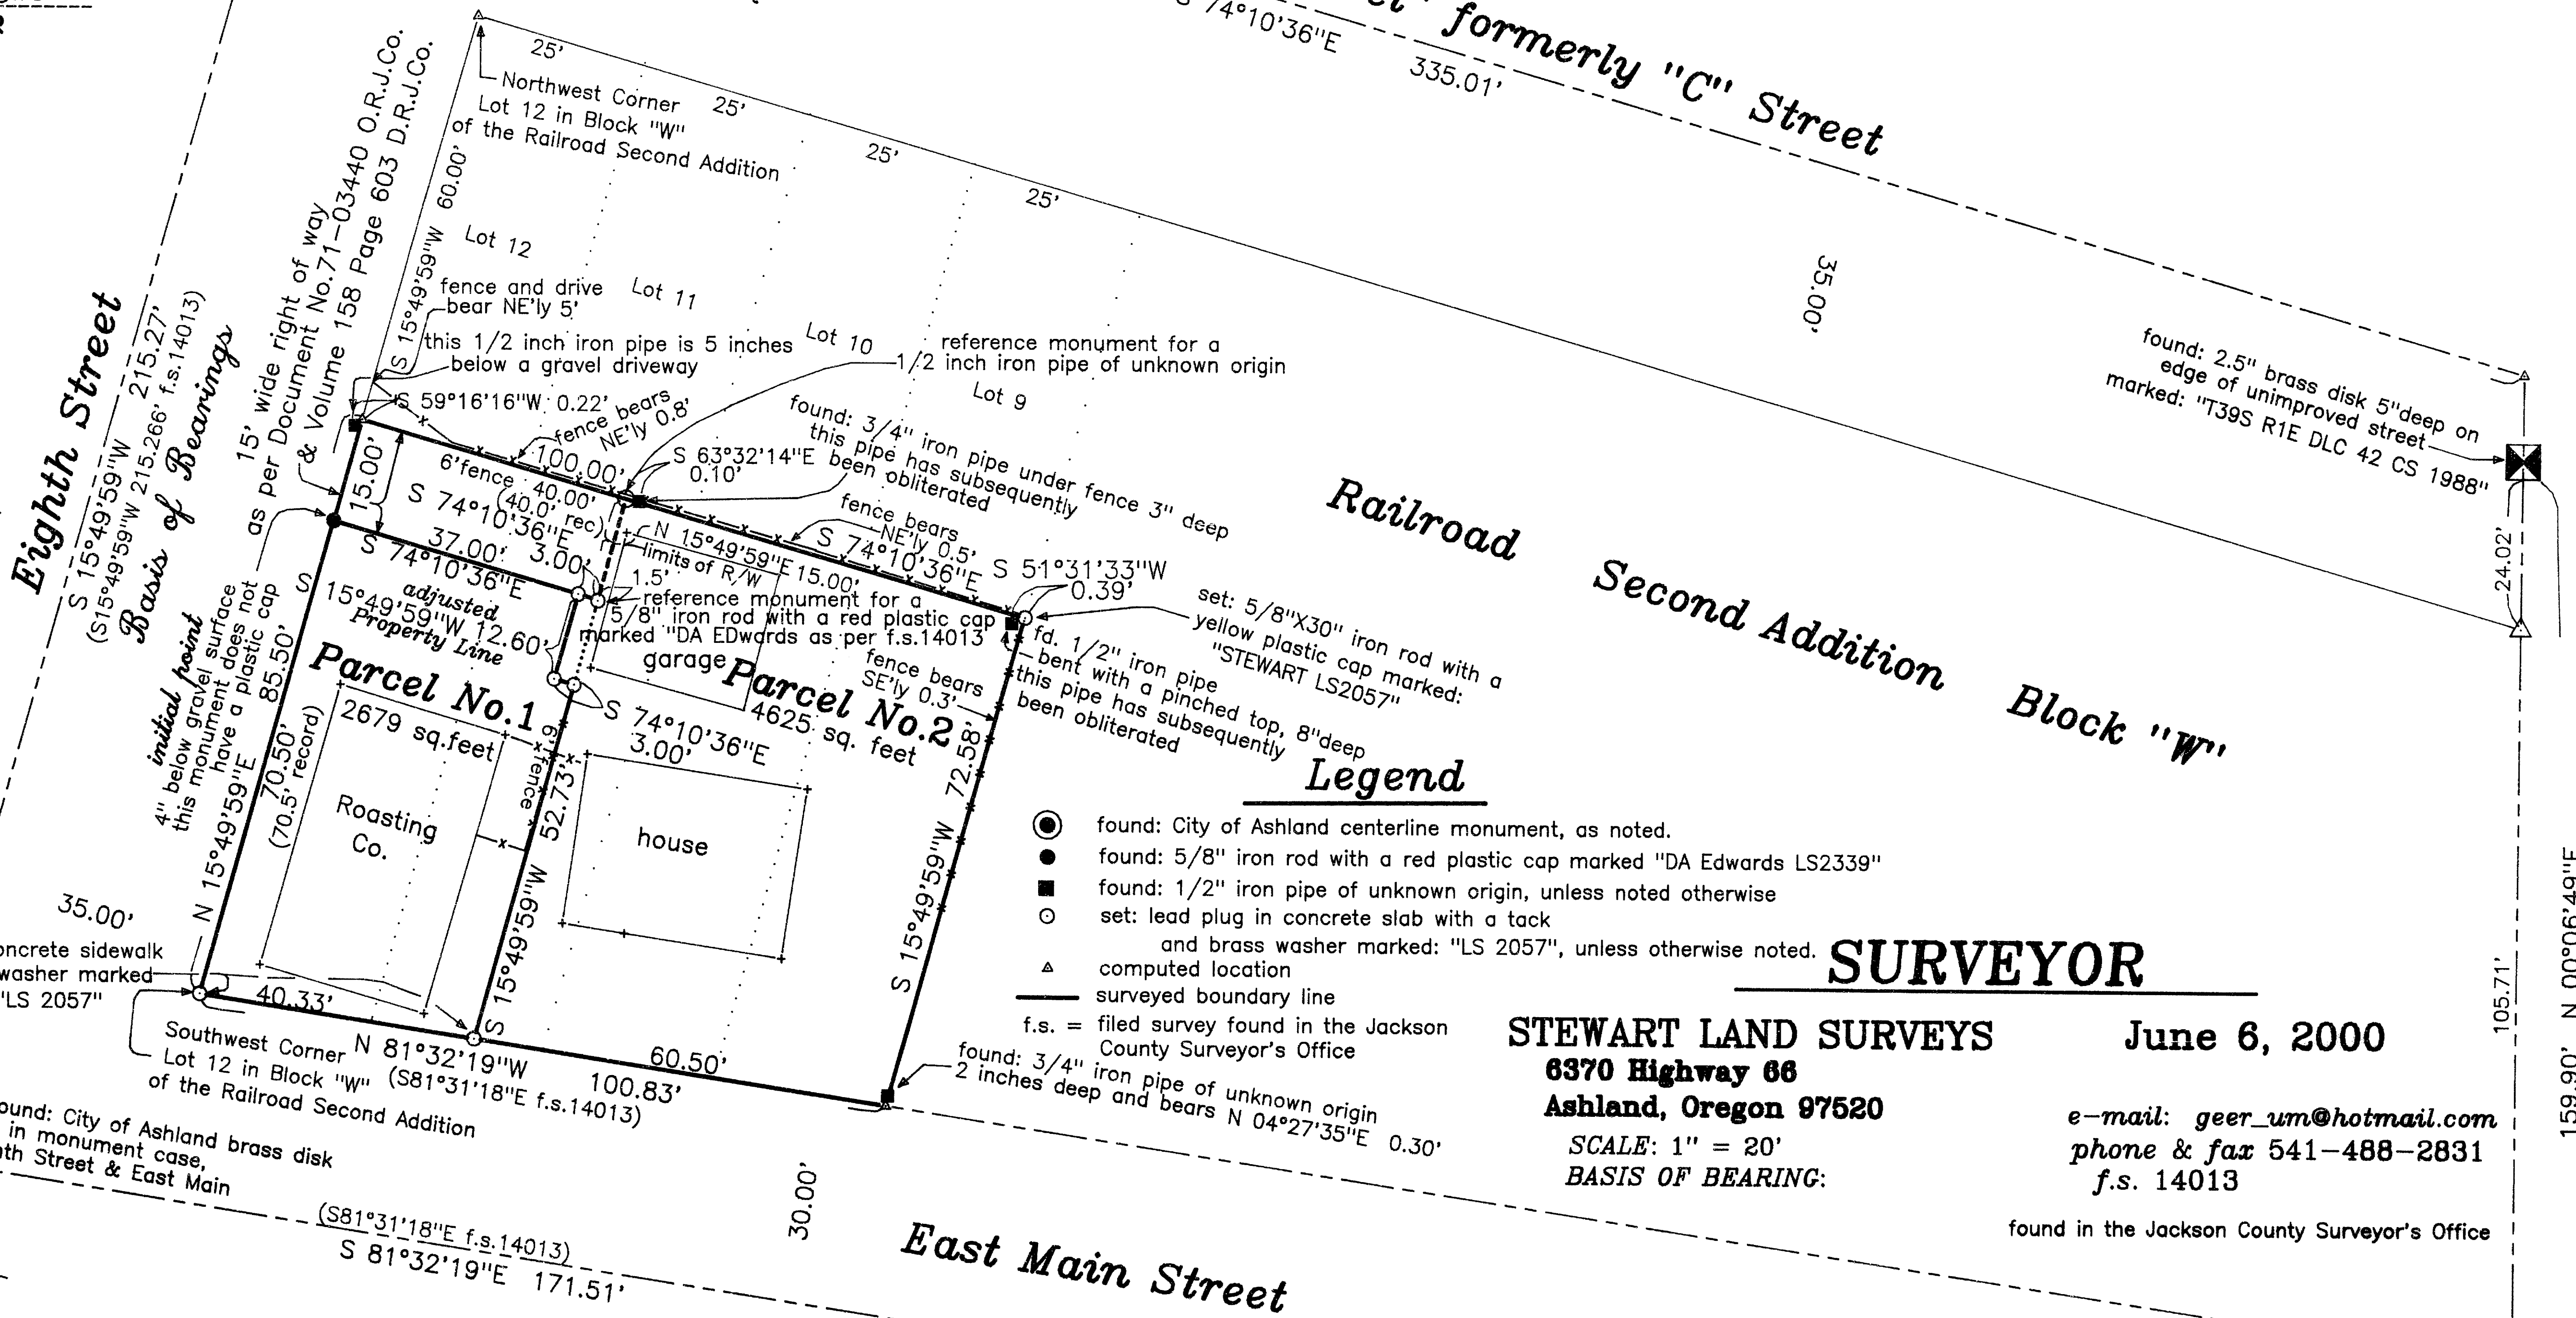 formerly "C" Street
74°10'36"E 335.01'
25'
25'
25'
25'
Northwest Corner
Lot 12 in Block "W"
of the Railroad Second Addition
15' wide right of way
as per Document No.71-03440 O.R.J.Co.
& Volume 158 Page 603 D.R.J.Co.
S 15°49'59"W 60.00'
Lot 12
Lot 11
Lot 10
Lot 9
fence and drive
bear NE'ly 5'
this 1/2 inch iron pipe is 5 inches
below a gravel driveway
reference monument for a
1/2 inch iron pipe of unknown origin
35.00'
found: 2.5" brass disk 5"deep on
edge of unimproved street
marked: "T39S R1E DLC 42 CS 1988"
24.02'
Eighth Street
S 15°49'59"W 215.27'
(S15°49'59"W 215.266' f.s.14013)
Basis of Bearings
S 59°16'16"W 0.22'
fence bears
NE'ly 0.8'
found: 3/4" iron pipe under fence 3" deep
this pipe has subsequently
been obliterated
S 63°32'14"E
0.10'
100.00'
15.00'
6'fence 40.00'
(40.0' rec)
S 74°10'36"E
37.00'
3.00'
S 74°10'36"E
N 15°49'59"E 15.00'
limits of R/W
1.5'
fence bears
NE'ly 0.5'
S 74°10'36"E
S 51°31'33"W
0.39'
set: 5/8"X30" iron rod with a
yellow plastic cap marked:
"STEWART LS2057"
reference monument for a
5/8" iron rod with a red plastic cap
marked "DA EDwards as per f.s.14013
S 15°49'59"W 12.60'
adjusted
Property Line
garage
fence bears
SE'ly 0.3'
fd. 1/2" iron pipe
bent with a pinched top, 8"deep
this pipe has subsequently
been obliterated
Parcel No.1
2679 sq.feet
Parcel No.2
4625 sq. feet
S 74°10'36"E
3.00'
initial point
4" below gravel surface
this monument does not
have a plastic cap
N 15°49'59"E 85.50'
70.50'
(70.5' record)
Roasting
Co.
house
6' fence
S 15°49'59"W 52.73'
S 15°49'59"W 72.58'
Railroad Second Addition Block "W"
Legend
found: City of Ashland centerline monument, as noted.
found: 5/8" iron rod with a red plastic cap marked "DA Edwards LS2339"
found: 1/2" iron pipe of unknown origin, unless noted otherwise
set: lead plug in concrete slab with a tack
and brass washer marked: "LS 2057", unless otherwise noted.
computed location
surveyed boundary line
f.s. = filed survey found in the Jackson
County Surveyor's Office
35.00'
concrete sidewalk
washer marked
"LS 2057"
40.33'
Southwest Corner
Lot 12 in Block "W"
of the Railroad Second Addition
N 81°32'19"W
(S81°31'18"E f.s.14013)
60.50'
100.83'
found: 3/4" iron pipe of unknown origin
2 inches deep and bears N 04°27'35"E 0.30'
found: City of Ashland brass disk
in monument case,
Street & East Main
(S81°31'18"E f.s.14013)
S 81°32'19"E 171.51'
30.00'
East Main Street
SURVEYOR
STEWART LAND SURVEYS
6370 Highway 66
Ashland, Oregon 97520
SCALE: 1" = 20'
BASIS OF BEARING:
June 6, 2000
e-mail: geer_um@hotmail.com
phone & fax 541-488-2831
f.s. 14013
found in the Jackson County Surveyor's Office
105.71'
159.90' N 00°06'49"E